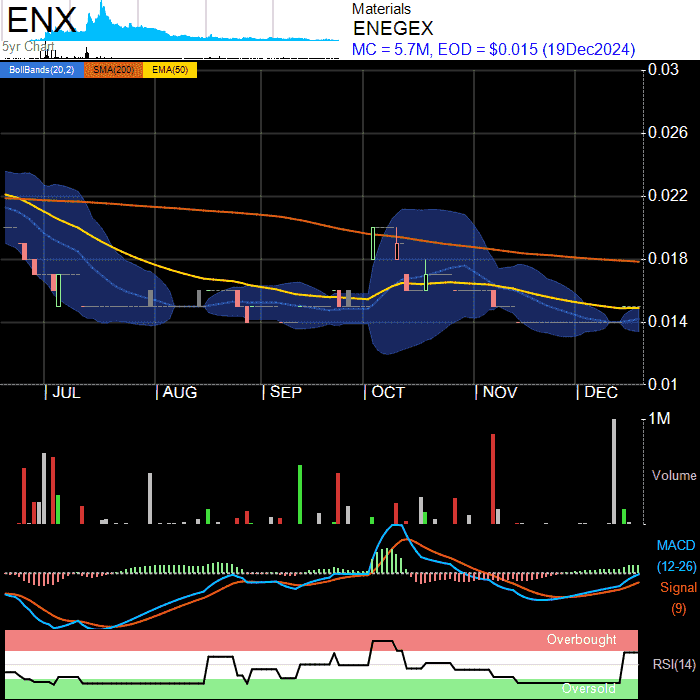 ENX
5yr Chart
Materials
ENEGEX
MC = 5.7M, EOD = $0.015 (19Dec2024)
BollBands(20,2) SMA(200) EMA(50)
0.03
0.026
0.022
0.018
0.014
0.01
JUL AUG SEP OCT NOV DEC
1M
Volume
MACD
(12-26)
Signal
(9)
Overbought
RSI(14)
Oversold